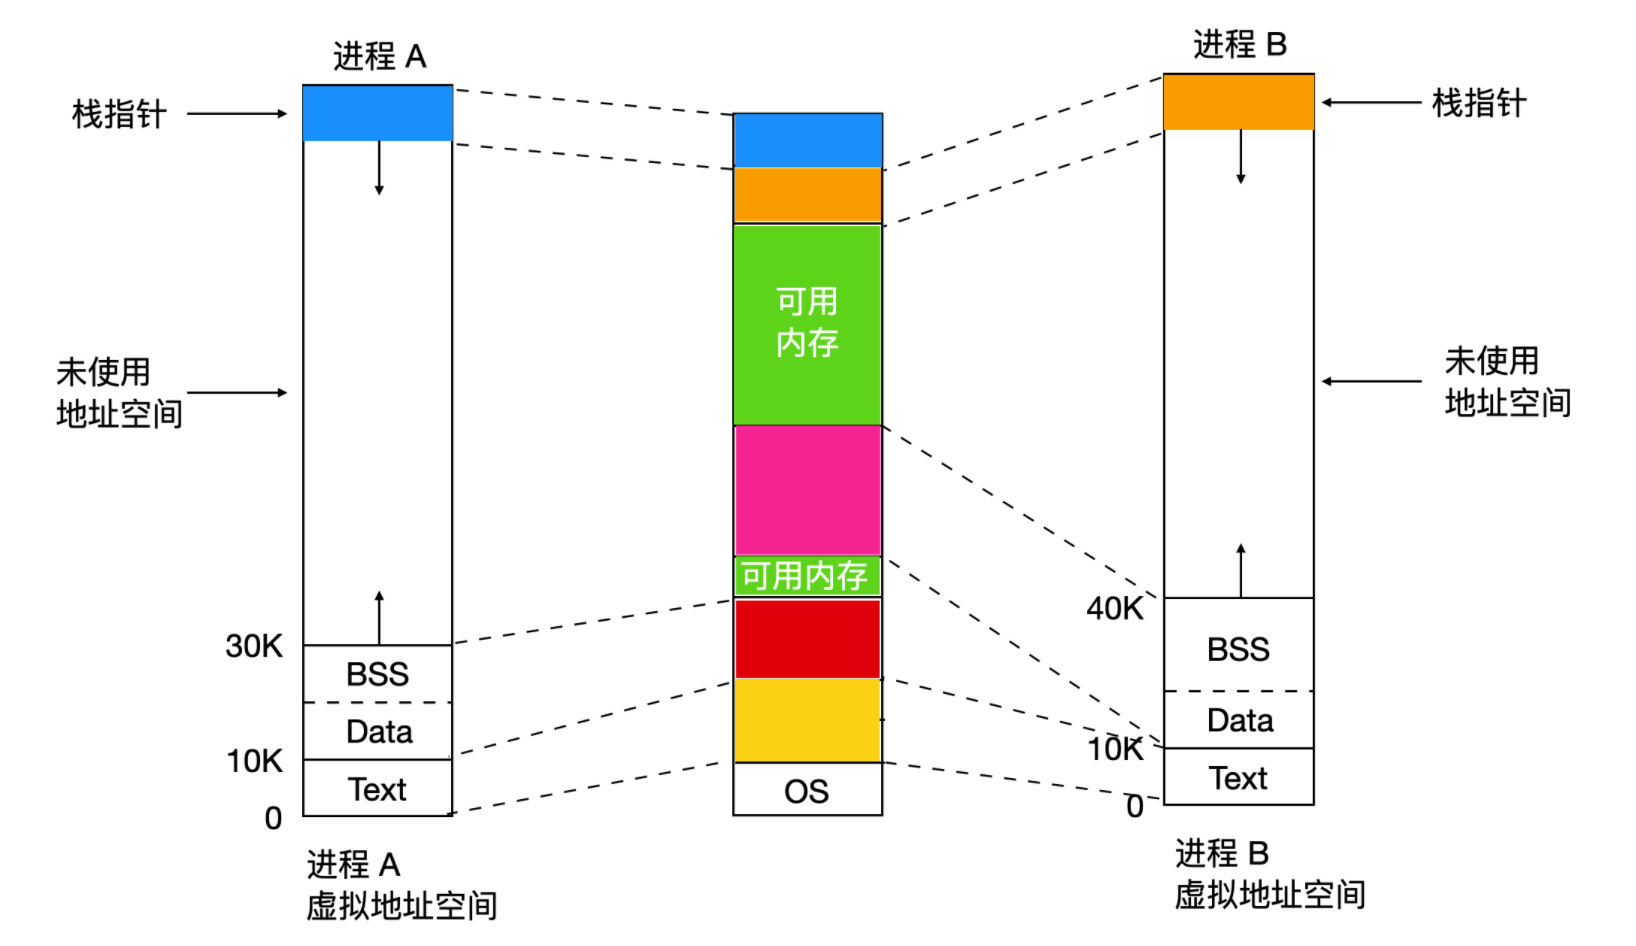 进程 A
进程 B
栈指针
栈指针
可用
内存
未使用
地址空间
未使用
地址空间
可用内存
40K
30K
BSS
BSS
Data
Data
10K
10K
Text
Text
OS
0
0
进程 A
虚拟地址空间
进程 B
虚拟地址空间